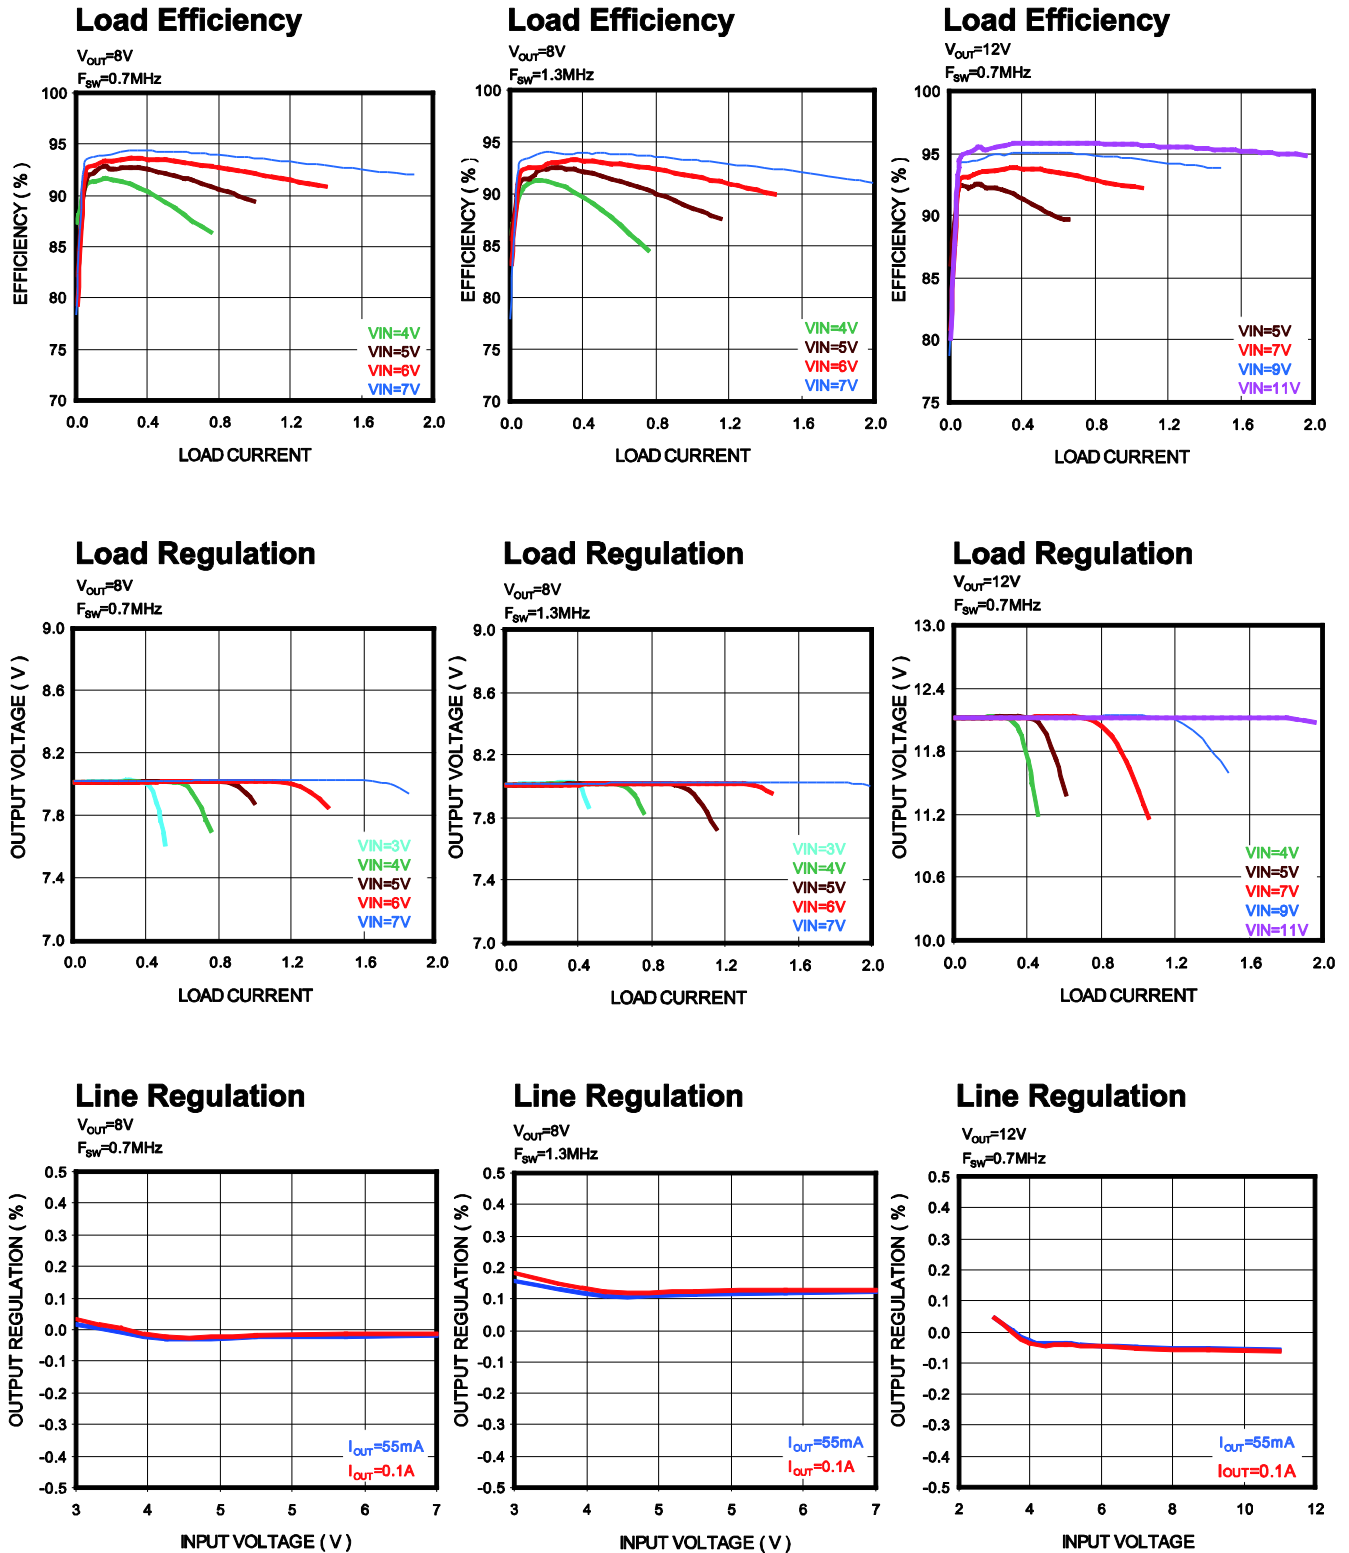 Load Efficiency
VOUT=8V
FSW=0.7MHz
100
95
90
85
80
75
70
EFFICIENCY ( % )
VIN=4V
VIN=5V
VIN=6V
VIN=7V
0.0 0.4 0.8 1.2 1.6 2.0
LOAD CURRENT
Load Efficiency
VOUT=8V
FSW=1.3MHz
100
95
90
85
80
75
70
EFFICIENCY ( % )
VIN=4V
VIN=5V
VIN=6V
VIN=7V
0.0 0.4 0.8 1.2 1.6 2.0
LOAD CURRENT
Load Efficiency
VOUT=12V
FSW=0.7MHz
100
95
90
85
80
75
EFFICIENCY ( % )
VIN=5V
VIN=7V
VIN=9V
VIN=11V
0.0 0.4 0.8 1.2 1.6 2.0
LOAD CURRENT
Load Regulation
VOUT=8V
FSW=0.7MHz
9.0
8.6
8.2
7.8
7.4
7.0
OUTPUT VOLTAGE ( V )
VIN=3V
VIN=4V
VIN=5V
VIN=6V
VIN=7V
0.0 0.4 0.8 1.2 1.6 2.0
LOAD CURRENT
Load Regulation
VOUT=8V
FSW=1.3MHz
9.0
8.6
8.2
7.8
7.4
7.0
OUTPUT VOLTAGE ( V )
VIN=3V
VIN=4V
VIN=5V
VIN=6V
VIN=7V
0.0 0.4 0.8 1.2 1.6 2.0
LOAD CURRENT
Load Regulation
VOUT=12V
FSW=0.7MHz
13.0
12.4
11.8
11.2
10.6
10.0
OUTPUT VOLTAGE ( V )
VIN=4V
VIN=5V
VIN=7V
VIN=9V
VIN=11V
0.0 0.4 0.8 1.2 1.6 2.0
LOAD CURRENT
Line Regulation
VOUT=8V
FSW=0.7MHz
0.5
0.4
0.3
0.2
0.1
0.0
-0.1
-0.2
-0.3
-0.4
-0.5
OUTPUT REGULATION ( % )
IOUT=55mA
IOUT=0.1A
3 4 5 5 6 7
INPUT VOLTAGE ( V )
Line Regulation
VOUT=8V
FSW=1.3MHz
0.5
0.4
0.3
0.2
0.1
0.0
-0.1
-0.2
-0.3
-0.4
-0.5
OUTPUT REGULATION ( % )
IOUT=55mA
IOUT=0.1A
3 4 5 5 6 7
INPUT VOLTAGE ( V )
Line Regulation
VOUT=12V
FSW=0.7MHz
0.5
0.4
0.3
0.2
0.1
0.0
-0.1
-0.2
-0.3
-0.4
-0.5
OUTPUT REGULATION ( % )
IOUT=55mA
IOUT=0.1A
2 4 6 8 10 12
INPUT VOLTAGE